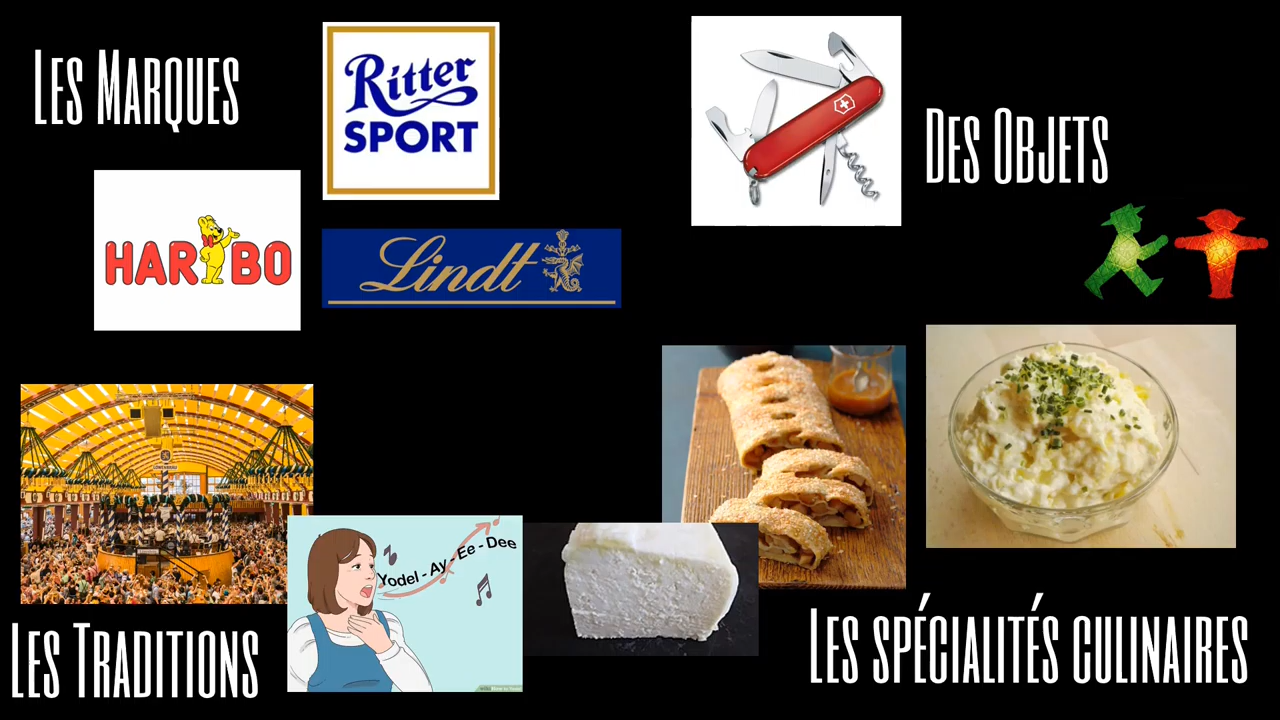 Les Marques
Ritter
SPORT
HARIBO
Lindt
Des Objets
Yodel - Ay - Ee - Dee
Les Traditions
Les spécialités culinaires